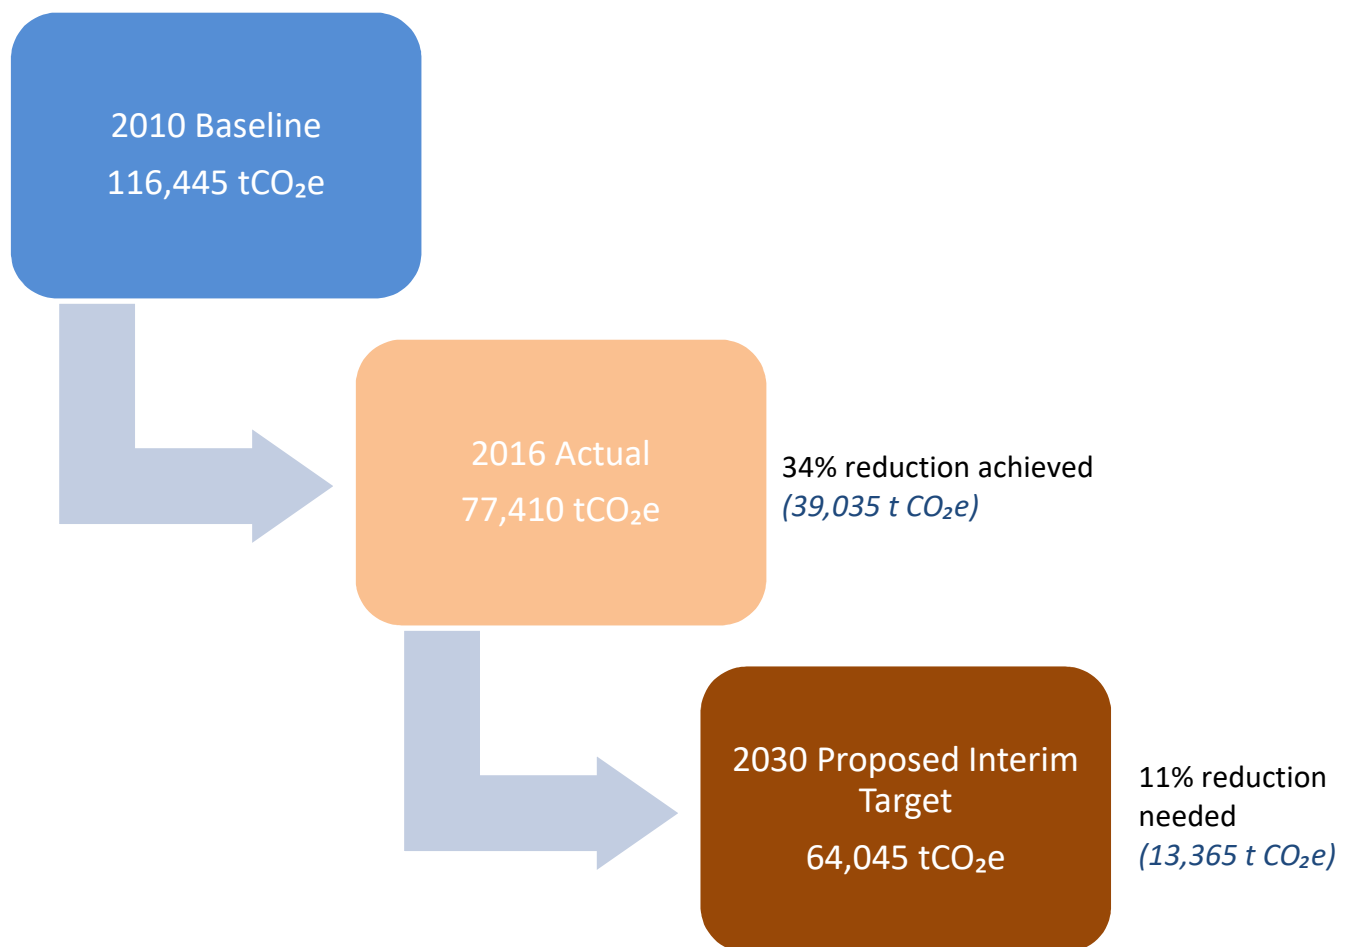 2010 Baseline
116,445 tCO₂e
2016 Actual
77,410 tCO₂e
34% reduction achieved
(39,035 t CO₂e)
2030 Proposed Interim
Target
64,045 tCO₂e
11% reduction
needed
(13,365 t CO₂e)